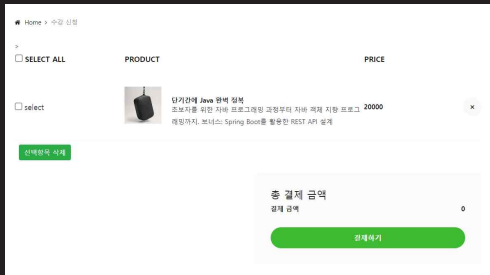 Home > 수강 신청
>
SELECT ALL PRODUCT PRICE
단기간에 Java 완벽 정복
select 초보자를 위한 자바 프로그래밍 과정부터 자바 객체 지향 프로그 20000 ×
래밍까지. 보너스: Spring Boot를 활용한 REST API 설계
선택항목 삭제
총 결제 금액
결제 금액 0
결제하기